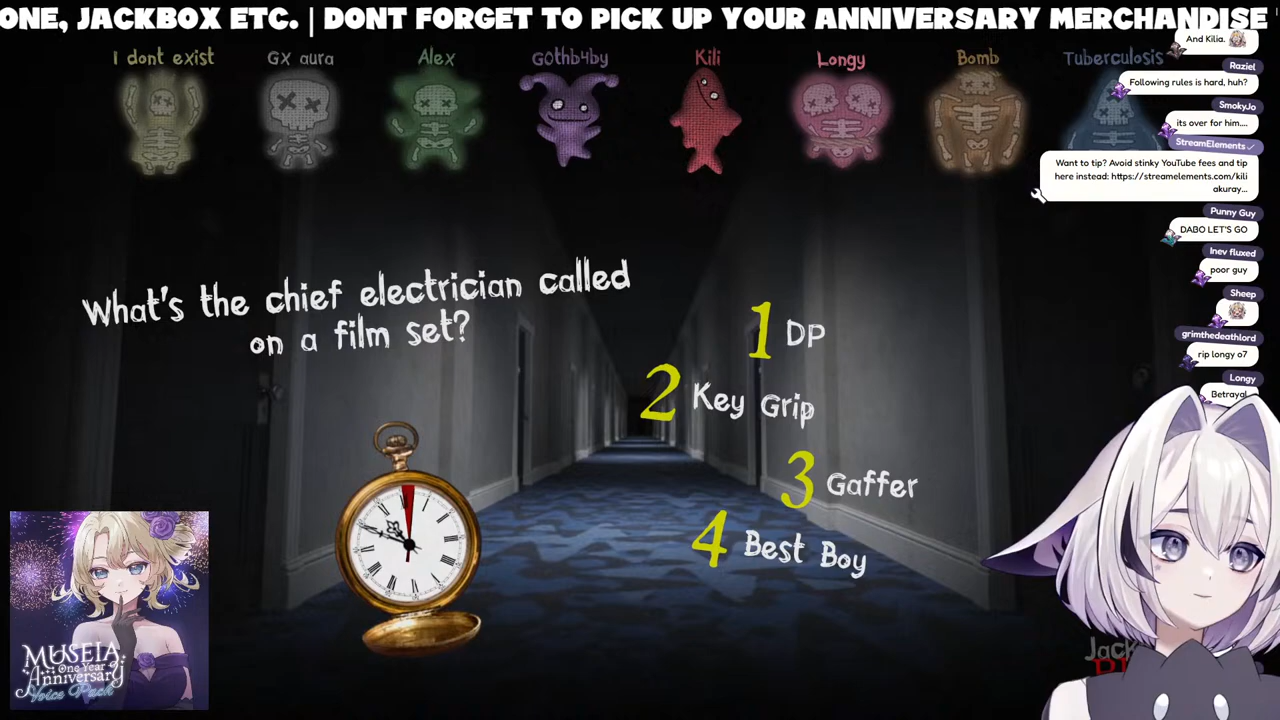 ONE, JACKBOX ETC. | DONT FORGET TO PICK UP YOUR ANNIVERSARY MERCHANDISE
I dont exist
Gx aura
Alex
G0thb4by
Kili
Longy
Bomb
Tuberculosis
And Kilia.
Raziel
Following rules is hard, huh?
SmokyJo
its over for him....
StreamElements
Want to tip? Avoid stinky YouTube fees and tip
here instead: https://streamelements.com/kili
akuray...
Punny Guy
DABO LET'S GO
Inev fluxed
poor guy
Sheep
grimthedeathlord
rip longy o7
Longy
Betrayal
What's the chief electrician called
on a film set?
1 DP
2 Key Grip
3 Gaffer
4 Best Boy
MUSEIA
One Year
Anniversary
Voice Pack
Jack